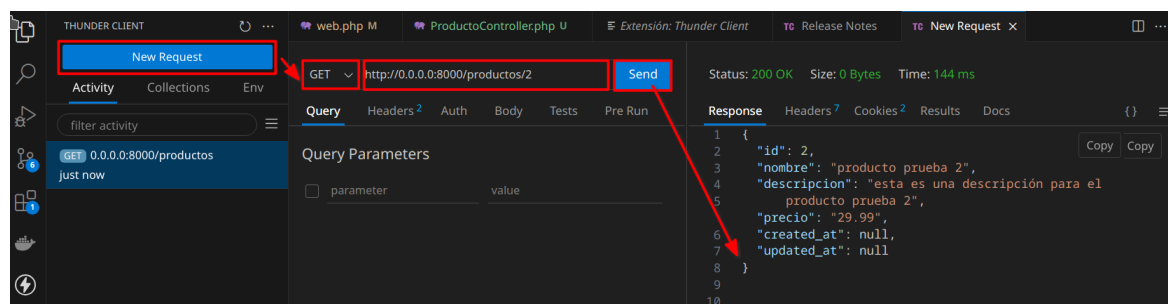 THUNDER CLIENT
New Request
Activity Collections Env
filter activity
GET 0.0.0.0:8000/productos
just now
6
1
web.php M ProductoController.php U Extensión: Thunder Client TC Release Notes TC New Request
GET http://0.0.0.0:8000/productos/2 Send
Query Headers 2 Auth Body Tests Pre Run
Query Parameters
parameter value
Status: 200 OK Size: 0 Bytes Time: 144 ms
Response Headers 7 Cookies 2 Results Docs {}
Copy Copy
1 {
2 "id": 2,
3 "nombre": "producto prueba 2",
4 "descripcion": "esta es una descripción para el
5 producto prueba 2",
"precio": "29.99",
6 "created_at": null,
7 "updated_at": null
8 }
9
10